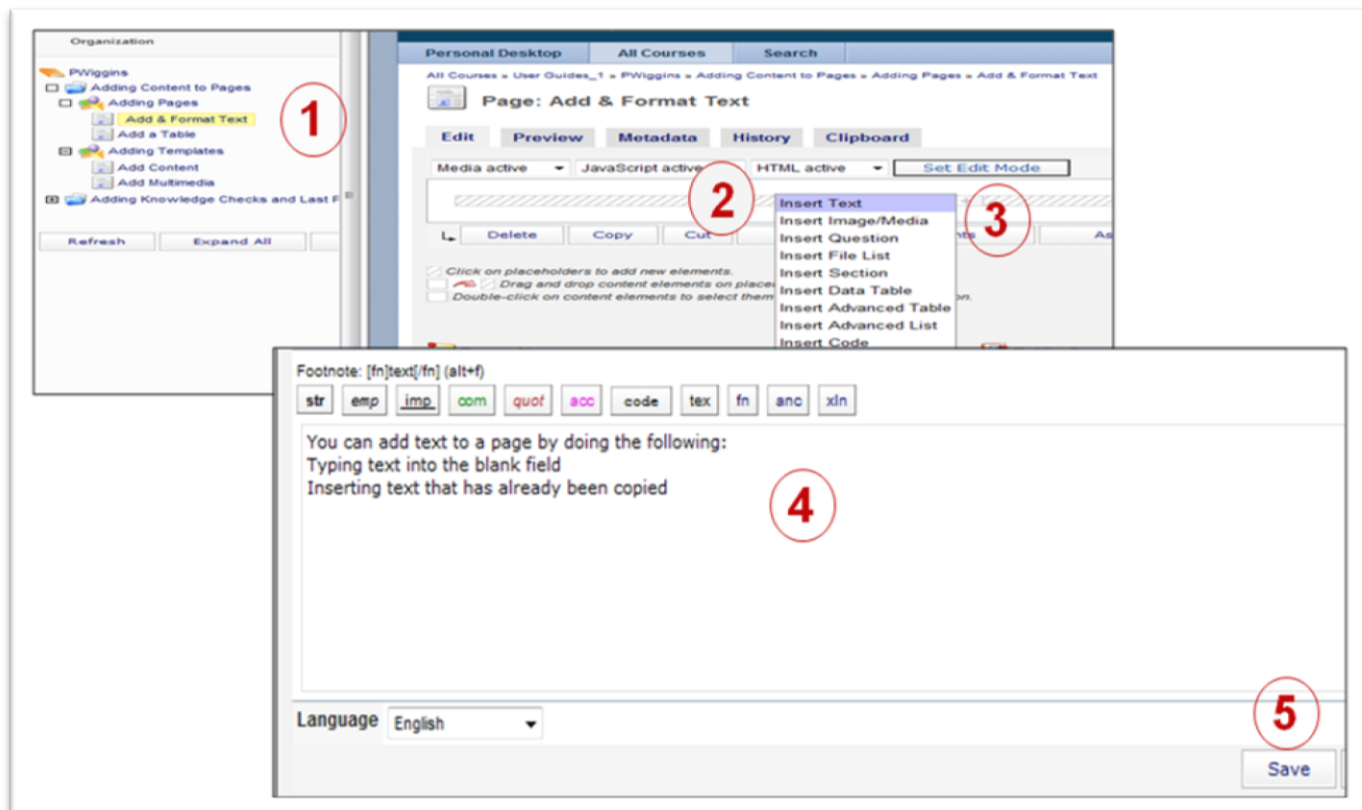 Organization
PWiggins
Adding Content to Pages
Adding Pages
Add & Format Text
Add a Table
Adding Templates
Add Content
Add Multimedia
Adding Knowledge Checks and Last P
Refresh Expand All
1
Personal Desktop All Courses Search
All Courses » User Guides_1 » PWiggins » Adding Content to Pages » Adding Pages » Add & Format Text
Page: Add & Format Text
Edit Preview Metadata History Clipboard
Media active JavaScript active HTML active Set Edit Mode
2
3
Insert Text
Insert Image/Media
Insert Question
Insert File List
Insert Section
Insert Data Table
Insert Advanced Table
Insert Advanced List
Insert Code
Delete Copy Cut
Click on placeholders to add new elements.
Drag and drop content elements on
Double-click on content elements to select them
Footnote: [fn]text[/fn] (alt+f)
str emp imp com quot acc code tex fn anc xln
You can add text to a page by doing the following:
Typing text into the blank field
Inserting text that has already been copied
4
Language English
5
Save